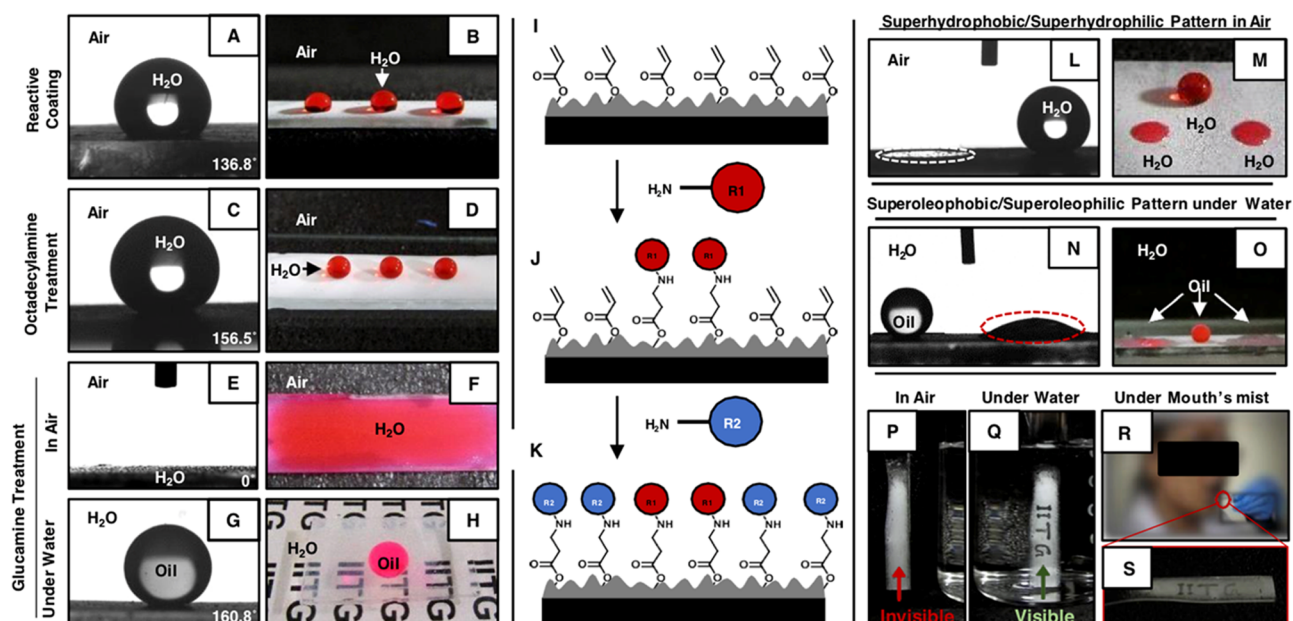 Reactive Coating
Air
A
H₂O
136.8°
Air
B
H₂O
Octadecylamine Treatment
Air
C
H₂O
156.5°
Air
D
H₂O
Glucamine Treatment
In Air
Air
E
H₂O
0°
Air
F
H₂O
Under Water
H₂O
G
Oil
160.8°
H
H₂O
Oil
IITG
I
O O O O O O
O O O O O O
H₂N R1
J
R1 R1
NH NH
O O O O O O
O O O O O O
H₂N R2
K
R2 R2 R1 R1 R2 R2
NH NH NH NH NH NH
O O O O O O
O O O O O O
Superhydrophobic/Superhydrophilic Pattern in Air
Air
L
H₂O
M
H₂O
H₂O H₂O
Superoleophobic/Superoleophilic Pattern under Water
H₂O
N
Oil
H₂O
O
Oil
In Air
Under Water
Under Mouth's mist
P
Invisible
Q
IITG
Visible
R
S
IITG